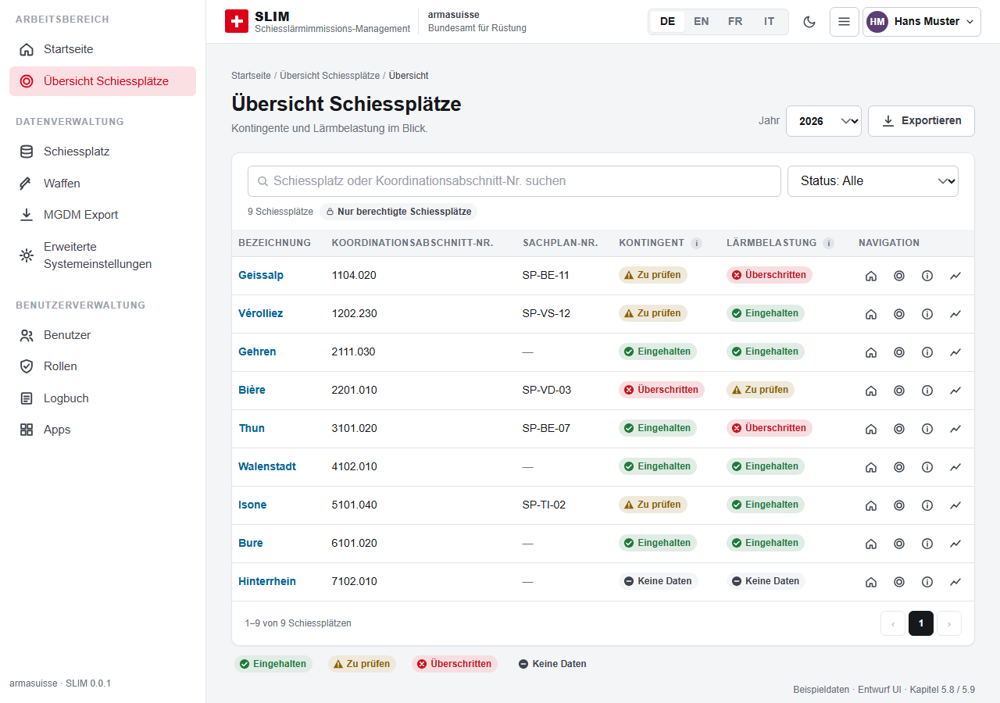 ARBEITSBEREICH
Startseite
Übersicht Schiessplätze
DATENVERWALTUNG
Schiessplatz
Waffen
MGDM Export
Erweiterte
Systemeinstellungen
BENUTZERVERWALTUNG
Benutzer
Rollen
Logbuch
Apps
armasuisse · SLIM 0.0.1
SLIM
Schiesslärmimmissions-Management
armasuisse
Bundesamt für Rüstung
DE EN FR IT
HM Hans Muster
Startseite / Übersicht Schiessplätze / Übersicht
Übersicht Schiessplätze
Kontingente und Lärmbelastung im Blick.
Jahr 2026 Exportieren
Schiessplatz oder Koordinationsabschnitt-Nr. suchen
Status: Alle
9 Schiessplätze Nur berechtigte Schiessplätze
BEZEICHNUNG KOORDINATIONSABSCHNITT-NR. SACHPLAN-NR. KONTINGENT i LÄRMBELASTUNG i NAVIGATION
Geissalp 1104.020 SP-BE-11 Zu prüfen Überschritten
Vérolliez 1202.230 SP-VS-12 Zu prüfen Eingehalten
Gehren 2111.030 — Eingehalten Eingehalten
Bière 2201.010 SP-VD-03 Überschritten Zu prüfen
Thun 3101.020 SP-BE-07 Eingehalten Überschritten
Walenstadt 4102.010 — Eingehalten Eingehalten
Isone 5101.040 SP-TI-02 Zu prüfen Eingehalten
Bure 6101.020 — Eingehalten Eingehalten
Hinterrhein 7102.010 — Keine Daten Keine Daten
1–9 von 9 Schiessplätzen
‹ 1 ›
Eingehalten Zu prüfen Überschritten Keine Daten
Beispieldaten · Entwurf UI · Kapitel 5.8 / 5.9